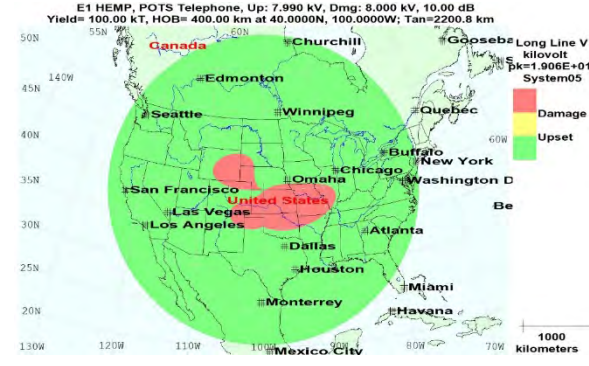 E1 HEMP, POTS Telephone, Up: 7.990 kV, Dmg: 8.000 kV, 10.00 dB
Yield= 100.00 kT, HOB= 400.00 km at 40.0000N, 100.0000W; Tan=2200.8 km
50N
55N
60N
Canada
Churchill
Gooseba
Long Line V
kilovolt
pk=1.906E+01
System05
140W
Edmonton
45N
Damage
Seattle
Winnipeg
Quebec
40N
Upset
60W
Buffalo
New York
Chicago
35N
Omaha
Washington D
San Francisco
United States
Be
Las Vegas
30N
Los Angeles
Atlanta
Dallas
25N
Houston
Miami
Monterrey
Havana
20N
1000
kilometers
130W
120W
110W
100W
90W
80W
70W
Mexico City